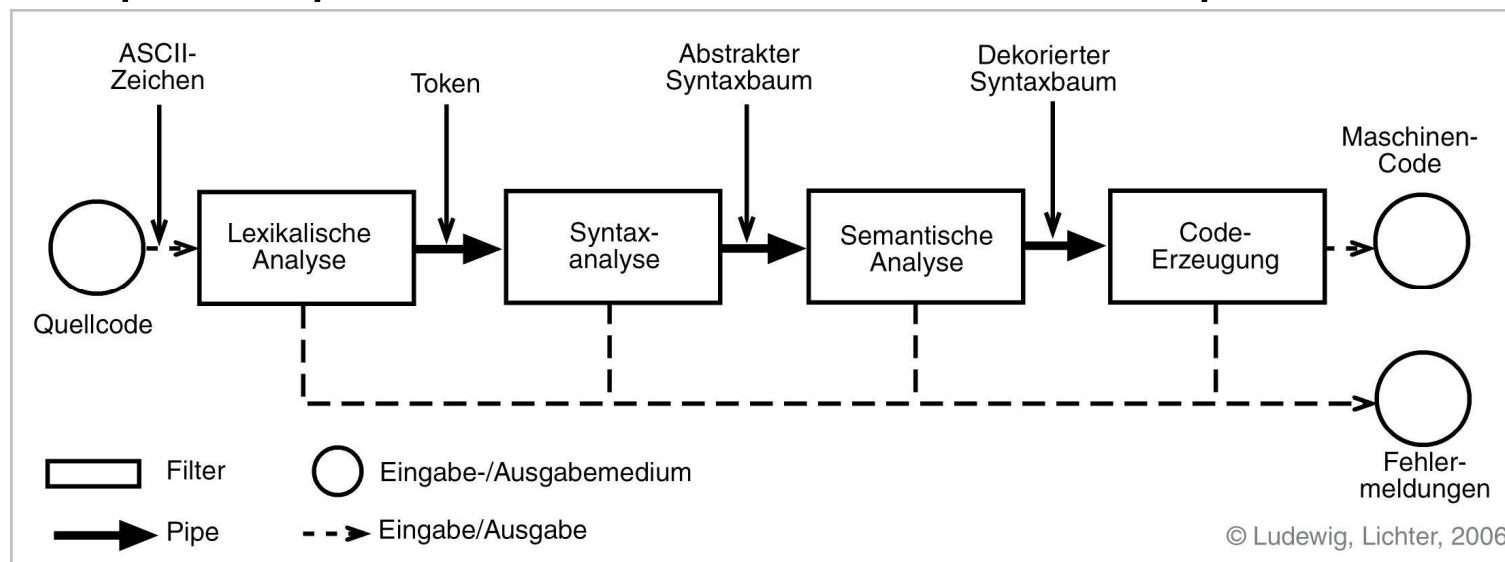 ASCII-
Zeichen
Token
Abstrakter
Syntaxbaum
Dekorierter
Syntaxbaum
Maschinen-
Code
Quellcode
Lexikalische
Analyse
Syntax-
analyse
Semantische
Analyse
Code-
Erzeugung
Fehler-
meldungen
Filter
Eingabe-/Ausgabemedium
Pipe
Eingabe/Ausgabe
© Ludewig, Lichter, 2006